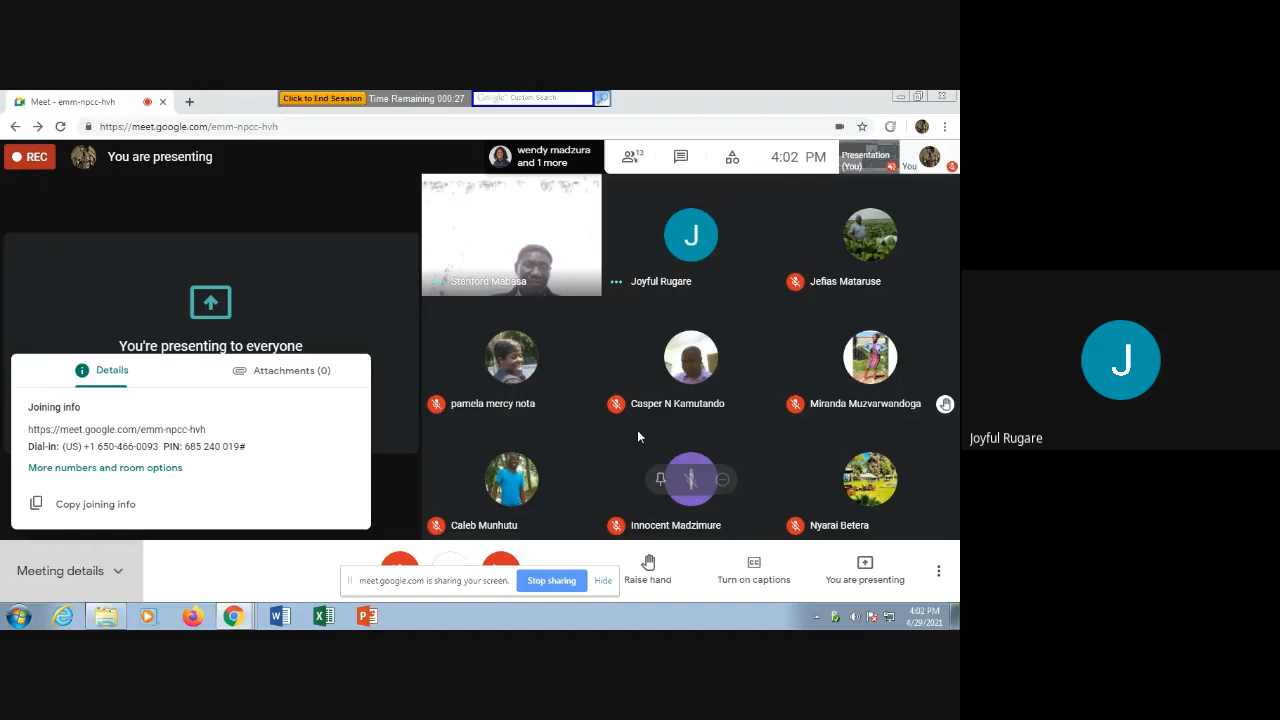 Meet - emm-npcc-hvh
Click to End Session
Time Remaining 000:27
Google Custom Search
https://meet.google.com/emm-npcc-hvh
REC
You are presenting
wendy madzura
and 1 more
13
4:02 PM
Presentation
(You)
You
Stanford Mabasa
J
Joyful Rugare
Jefias Mataruse
You're presenting to everyone
Details
Attachments (0)
Joining info
https://meet.google.com/emm-npcc-hvh
Dial-in: (US) +1 650-466-0093 PIN: 685 240 019#
More numbers and room options
Copy joining info
pamela mercy nota
Casper N Kamutando
Miranda Muzvarwandoga
Caleb Munhutu
Innocent Madzimure
Nyarai Betera
J
Joyful Rugare
Meeting details
meet.google.com is sharing your screen.
Stop sharing
Hide
Raise hand
Turn on captions
You are presenting
4:02 PM
4/29/2021